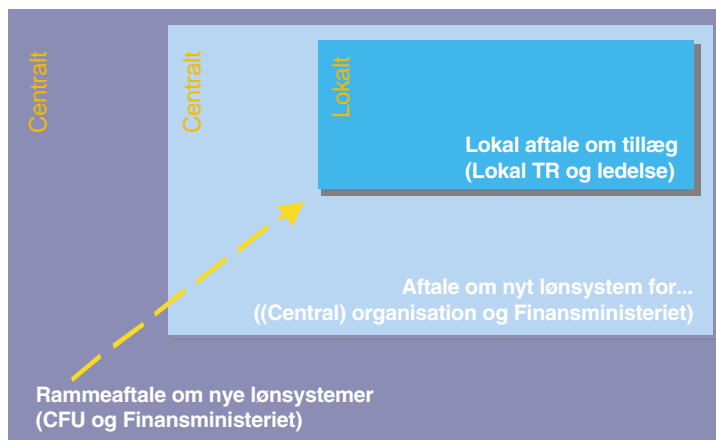 Centralt
Centralt
Lokalt
Lokal aftale om tillæg
(Lokal TR og ledelse)
Aftale om nyt lønsystem for...
((Central) organisation og Finansministeriet)
Rammeaftale om nye lønsystemer
(CFU og Finansministeriet)